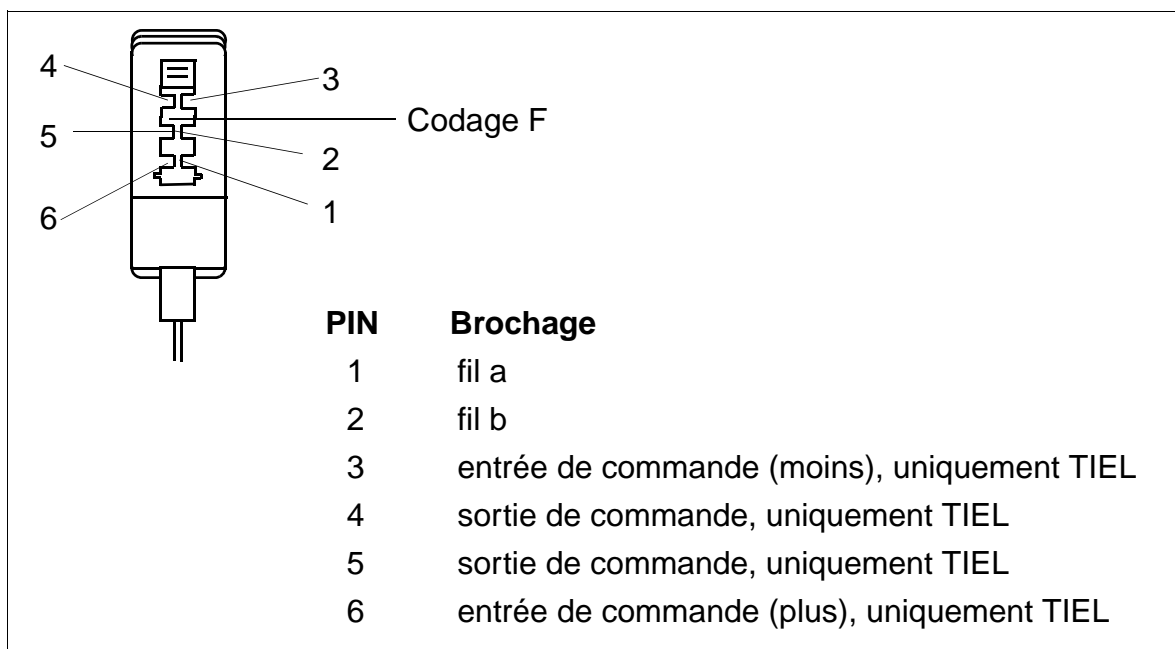 4
3
Codage F
5
2
6
1
PIN Brochage
1 fil a
2 fil b
3 entrée de commande (moins), uniquement TIEL
4 sortie de commande, uniquement TIEL
5 sortie de commande, uniquement TIEL
6 entrée de commande (plus), uniquement TIEL